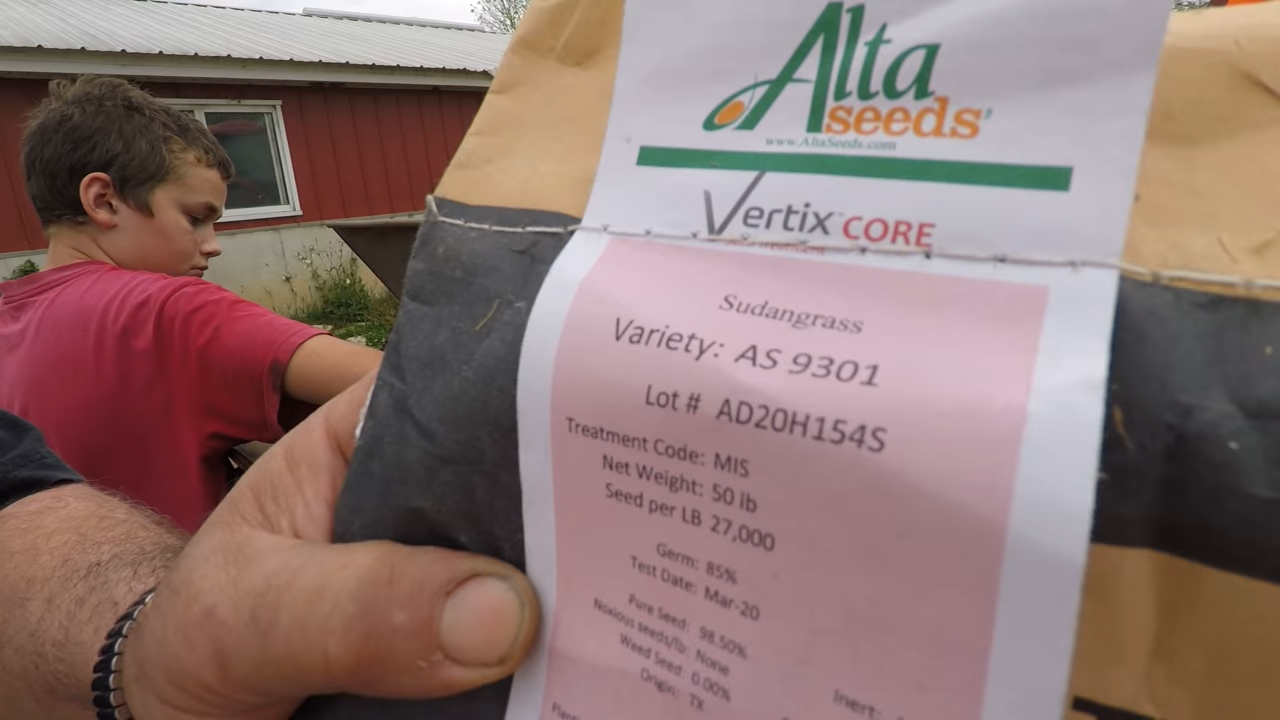 Alta
seeds
www.AltaSeeds.com
Vertix™ CORE
Sudangrass
Variety: AS 9301
Lot # AD20H154S
Treatment Code: MIS
Net Weight: 50 lb
Seed per LB 27,000
Germ: 85%
Test Date: Mar-20
Pure Seed: 98.50%
Noxious seeds/lb: None
Weed Seed: 0.00%
Inert:
Origin: TX